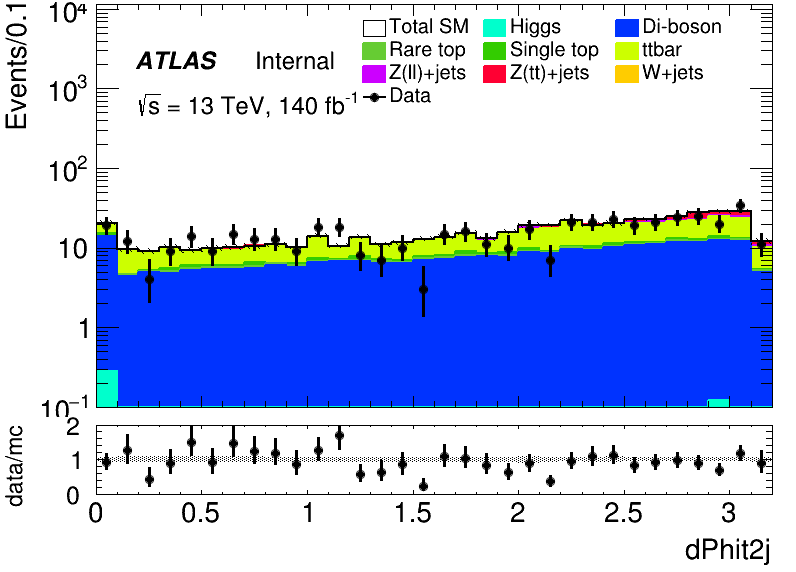 Events/0.1
10⁴
10³
10²
10
1
10⁻¹
Total SM Higgs Di-boson
Rare top Single top ttbar
Z(ll)+jets Z(tt)+jets W+jets
Data
ATLAS Internal
√s = 13 TeV, 140 fb⁻¹
data/mc
2
1
0
0 0.5 1 1.5 2 2.5 3
dPhit2j